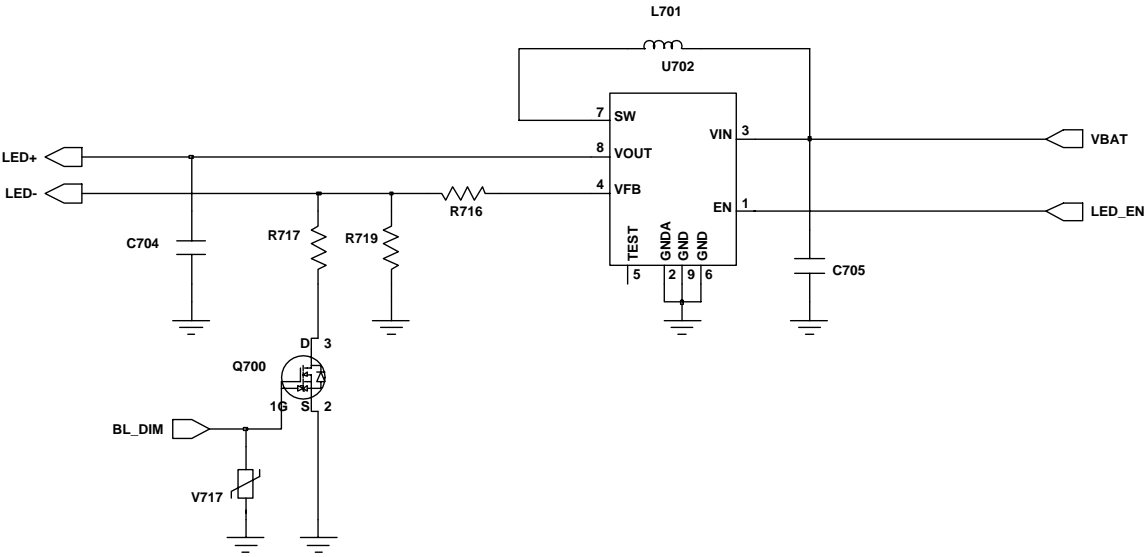 L701
U702
7 SW
VIN 3
VBAT
LED+
8 VOUT
LED-
4 VFB
R716
EN 1
LED_EN
C704
R717
R719
TEST
GNDA
GND
GND
5 2 9 6
C705
D 3
Q700
1G S 2
BL_DIM
V717